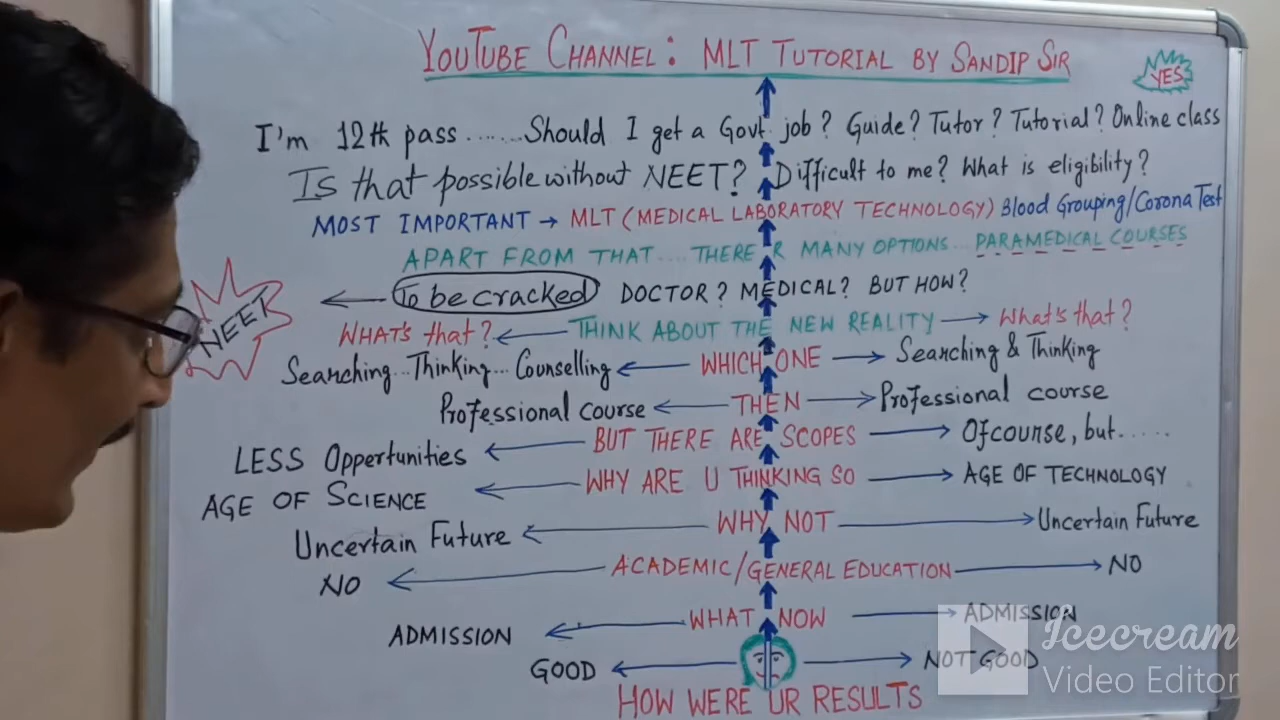 YOUTUBE CHANNEL: MLT TUTORIAL BY SANDIP SIR
YES
I'm 12th pass ....... Should I get a Govt job? Guide? Tutor? Tutorial? Online class
Is that possible without NEET? Difficult to me? What is eligibility?
MOST IMPORTANT → MLT (MEDICAL LABORATORY TECHNOLOGY) Blood Grouping/Corona Test
APART FROM THAT .... THERE R MANY OPTIONS... PARAMEDICAL COURSES
NEET ← To be cracked DOCTOR? MEDICAL? BUT HOW?
WHAT'S that? ← THINK ABOUT THE NEW REALITY → What's that?
Searching... Thinking... Counselling ← WHICH ONE → Searching & Thinking
Professional course ← THEN → Professional course
LESS Oppertunities ← BUT THERE ARE SCOPES → Ofcourse, but......
AGE OF SCIENCE ← WHY ARE U THINKING SO → AGE OF TECHNOLOGY
Uncertain Future ← WHY NOT → Uncertain Future
NO ← ACADEMIC/GENERAL EDUCATION → NO
ADMISSION ← WHAT NOW → ADMISSION
GOOD ← → NOT GOOD
HOW WERE UR RESULTS
Icecream
Video Editor